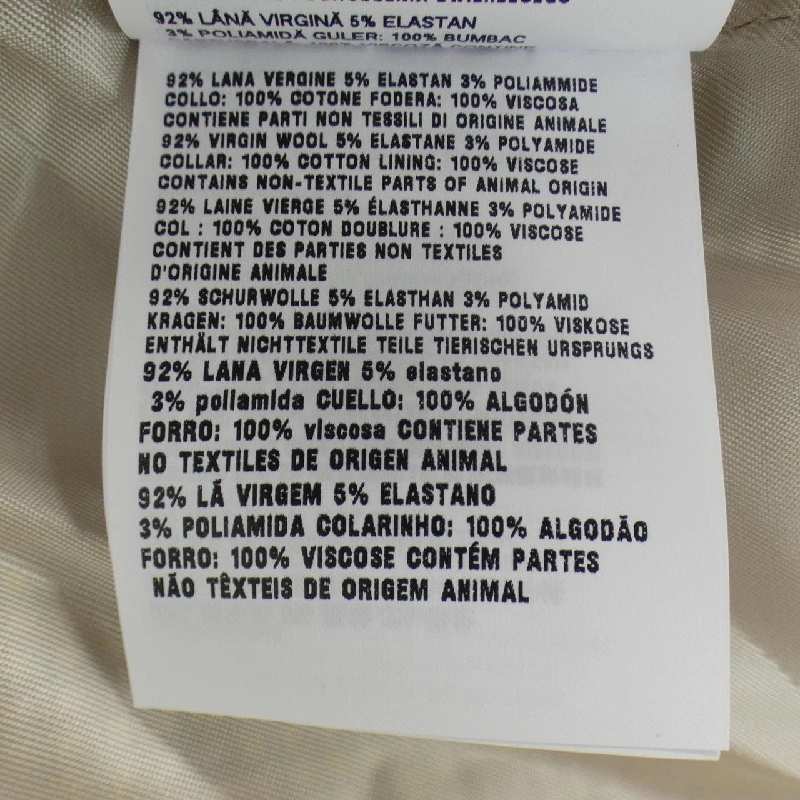 92% LÂNĂ VIRGINĂ 5% ELASTAN
3% POLIAMIDĂ GULER: 100% BUMBAC
92% LANA VERGINE 5% ELASTAN 3% POLIAMMIDE
COLLO: 100% COTONE FODERA: 100% VISCOSA
CONTIENE PARTI NON TESSILI DI ORIGINE ANIMALE
92% VIRGIN WOOL 5% ELASTANE 3% POLYAMIDE
COLLAR: 100% COTTON LINING: 100% VISCOSE
CONTAINS NON-TEXTILE PARTS OF ANIMAL ORIGIN
92% LAINE VIERGE 5% ÉLASTHANNE 3% POLYAMIDE
COL : 100% COTON DOUBLURE : 100% VISCOSE
CONTIENT DES PARTIES NON TEXTILES
D'ORIGINE ANIMALE
92% SCHURWOLLE 5% ELASTHAN 3% POLYAMID
KRAGEN: 100% BAUMWOLLE FUTTER: 100% VISKOSE
ENTHÄLT NICHTTEXTILE TEILE TIERISCHEN URSPRUNGS
92% LANA VIRGEN 5% elastano
3% poliamida CUELLO: 100% ALGODÓN
FORRO: 100% viscosa CONTIENE PARTES
NO TEXTILES DE ORIGEN ANIMAL
92% LÃ VIRGEM 5% ELASTANO
3% POLIAMIDA COLARINHO: 100% ALGODÃO
FORRO: 100% VISCOSE CONTÉM PARTES
NÃO TÊXTEIS DE ORIGEM ANIMAL